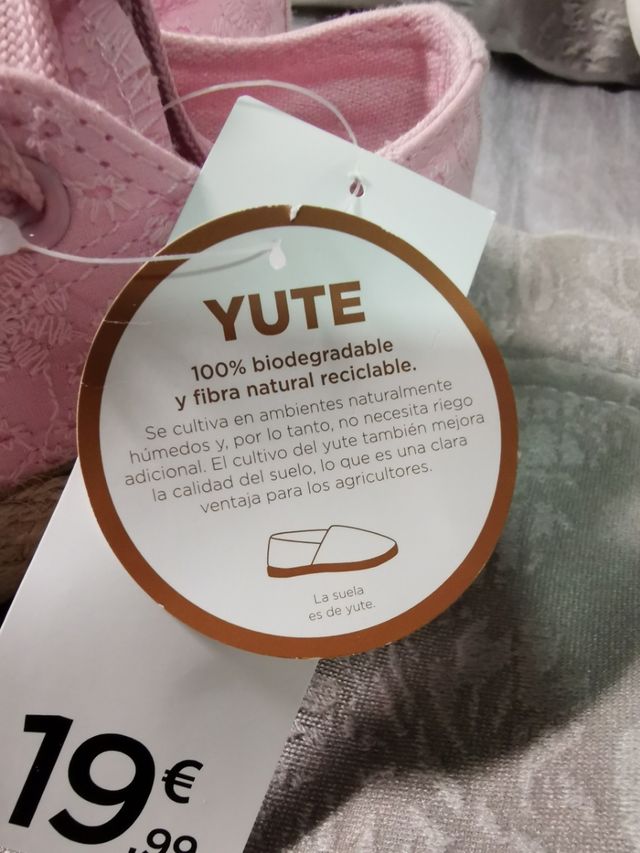 YUTE
100% biodegradable
y fibra natural reciclable.
Se cultiva en ambientes naturalmente
húmedos y, por lo tanto, no necesita riego
adicional. El cultivo del yute también mejora
la calidad del suelo, lo que es una clara
ventaja para los agricultores.
La suela
es de yute.
19€
,99